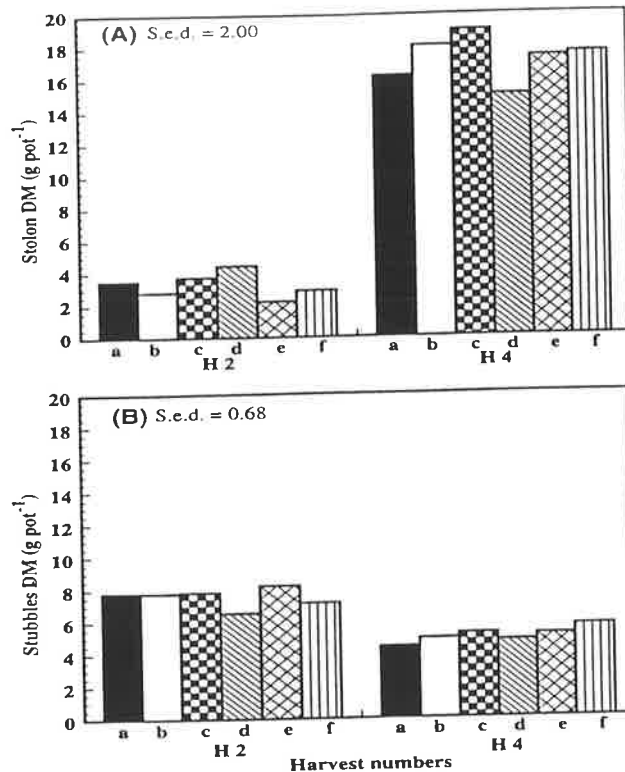 20
18
16
14
12
10
8
6
4
2
0
Stolon DM (g pot⁻¹)
(A) S.e.d. = 2.00
a b c d e f
H 2
a b c d e f
H 4
20
18
16
14
12
10
8
6
4
2
0
Stubbles DM (g pot⁻¹)
(B) S.e.d. = 0.68
a b c d e f
H 2
a b c d e f
H 4
Harvest numbers